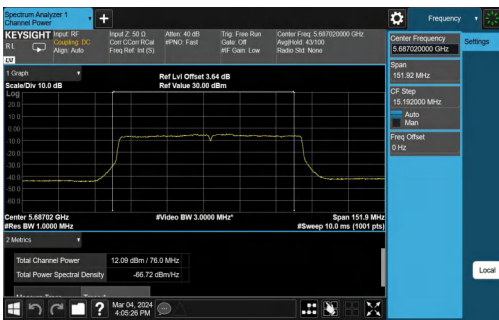 Spectrum Analyzer 1
Channel Power
Frequency
KEYSIGHT
RL
LV
Input: RF
Coupling: DC
Align: Auto
Input Z: 50 Ω
Corr CCorr RCal
Freq Ref: Int (S)
Atten: 40 dB
#PNO: Fast
Trig: Free Run
Gate: Off
#IF Gain: Low
Center Freq: 5.687020000 GHz
Avg|Hold: 43/100
Radio Std: None
Center Frequency
5.687020000 GHz
Settings
Span
151.92 MHz
CF Step
15.192000 MHz
Auto
Man
Freq Offset
0 Hz
Local
1 Graph
Scale/Div 10.0 dB
Ref Lvl Offset 3.64 dB
Ref Value 30.00 dBm
Log
20.0
10.0
0.00
-10.0
-20.0
-30.0
-40.0
-50.0
-60.0
Center 5.68702 GHz
#Res BW 1.0000 MHz
#Video BW 3.0000 MHz*
Span 151.9 MHz
#Sweep 10.0 ms (1001 pts)
2 Metrics
Total Channel Power 12.09 dBm / 76.0 MHz
Total Power Spectral Density -66.72 dBm/Hz
?
Mar 04, 2024
4:05:26 PM